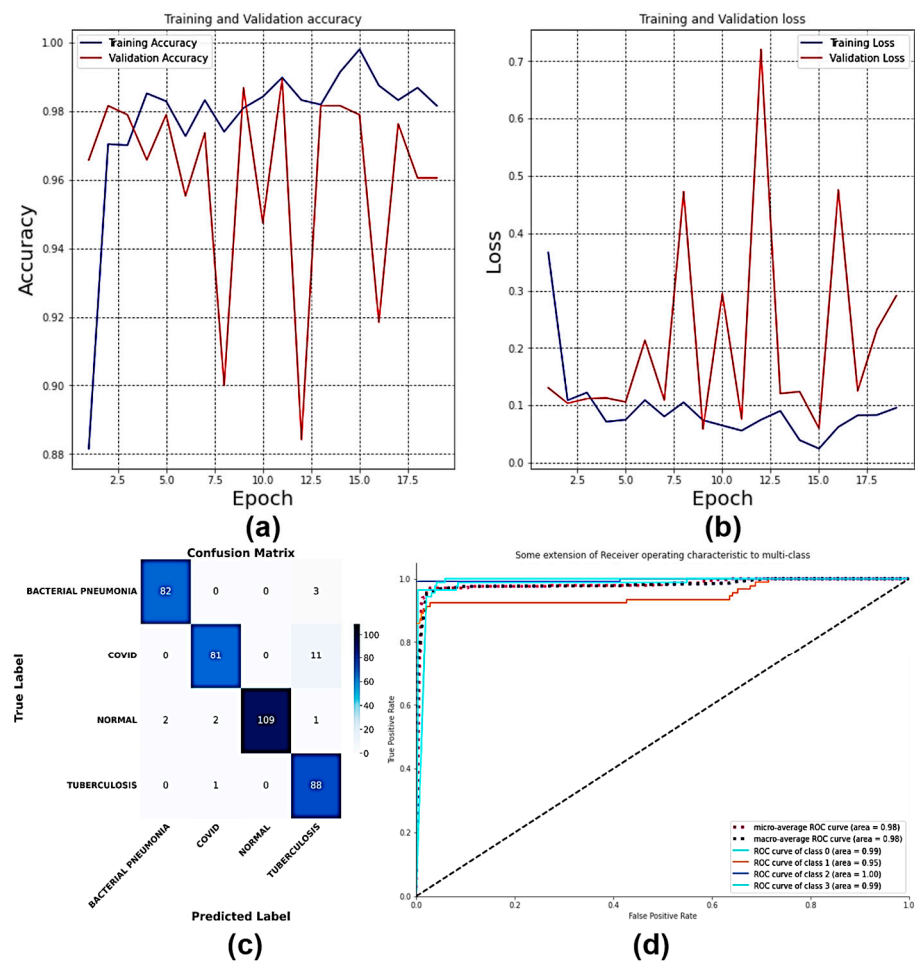 Training and Validation accuracy
Training Accuracy
Validation Accuracy
1.00
0.98
0.96
0.94
0.92
0.90
0.88
Accuracy
2.5 5.0 7.5 10.0 12.5 15.0 17.5
Epoch
(a)
Training and Validation loss
Training Loss
Validation Loss
0.7
0.6
0.5
0.4
0.3
0.2
0.1
0.0
Loss
2.5 5.0 7.5 10.0 12.5 15.0 17.5
Epoch
(b)
Confusion Matrix
True Label
BACTERIAL PNEUMONIA 82 0 0 3
COVID 0 81 0 11
NORMAL 2 2 109 1
TUBERCULOSIS 0 1 0 88
BACTERIAL PNEUMONIA COVID NORMAL TUBERCULOSIS
Predicted Label
100
80
60
40
20
0
(c)
Some extension of Receiver operating characteristic to multi-class
1.0
0.8
0.6
0.4
0.2
0.0
True Positive Rate
micro-average ROC curve (area = 0.98)
macro-average ROC curve (area = 0.98)
ROC curve of class 0 (area = 0.99)
ROC curve of class 1 (area = 0.95)
ROC curve of class 2 (area = 1.00)
ROC curve of class 3 (area = 0.99)
0.0 0.2 0.4 0.6 0.8 1.0
False Positive Rate
(d)